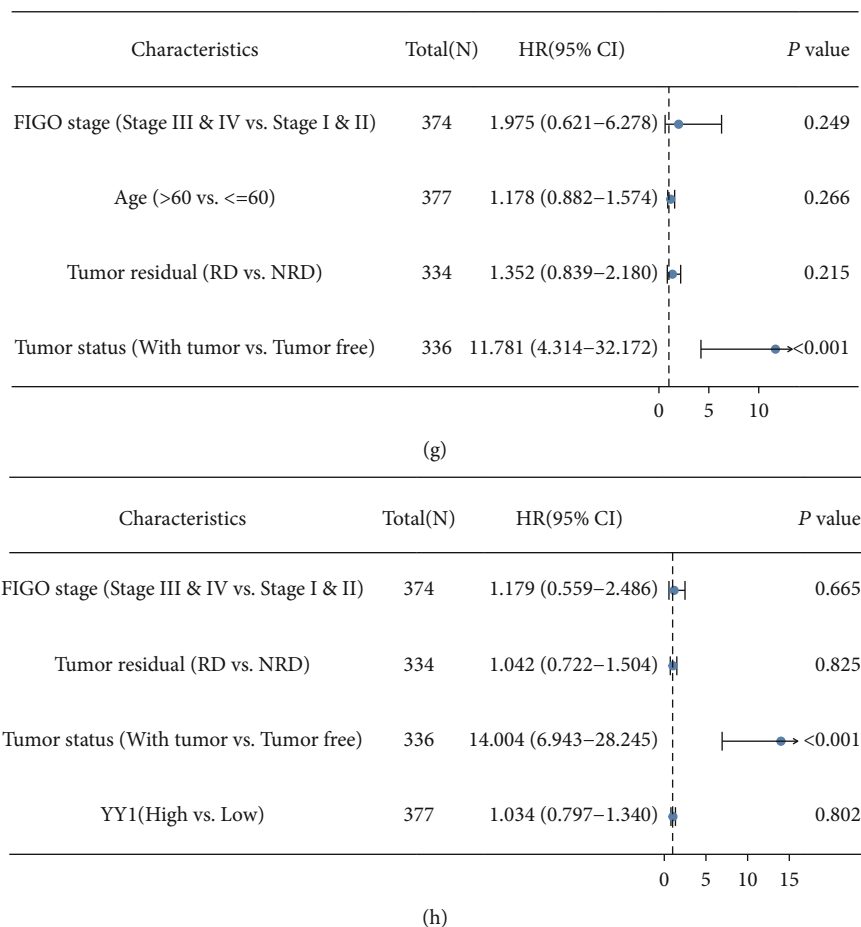 Characteristics Total(N) HR(95% CI) P value
FIGO stage (Stage III & IV vs. Stage I & II) 374 1.975 (0.621−6.278) 0.249
Age (>60 vs. <=60) 377 1.178 (0.882−1.574) 0.266
Tumor residual (RD vs. NRD) 334 1.352 (0.839−2.180) 0.215
Tumor status (With tumor vs. Tumor free) 336 11.781 (4.314−32.172) <0.001
0 5 10
(g)
Characteristics Total(N) HR(95% CI) P value
FIGO stage (Stage III & IV vs. Stage I & II) 374 1.179 (0.559−2.486) 0.665
Tumor residual (RD vs. NRD) 334 1.042 (0.722−1.504) 0.825
Tumor status (With tumor vs. Tumor free) 336 14.004 (6.943−28.245) <0.001
YY1(High vs. Low) 377 1.034 (0.797−1.340) 0.802
0 5 10 15
(h)